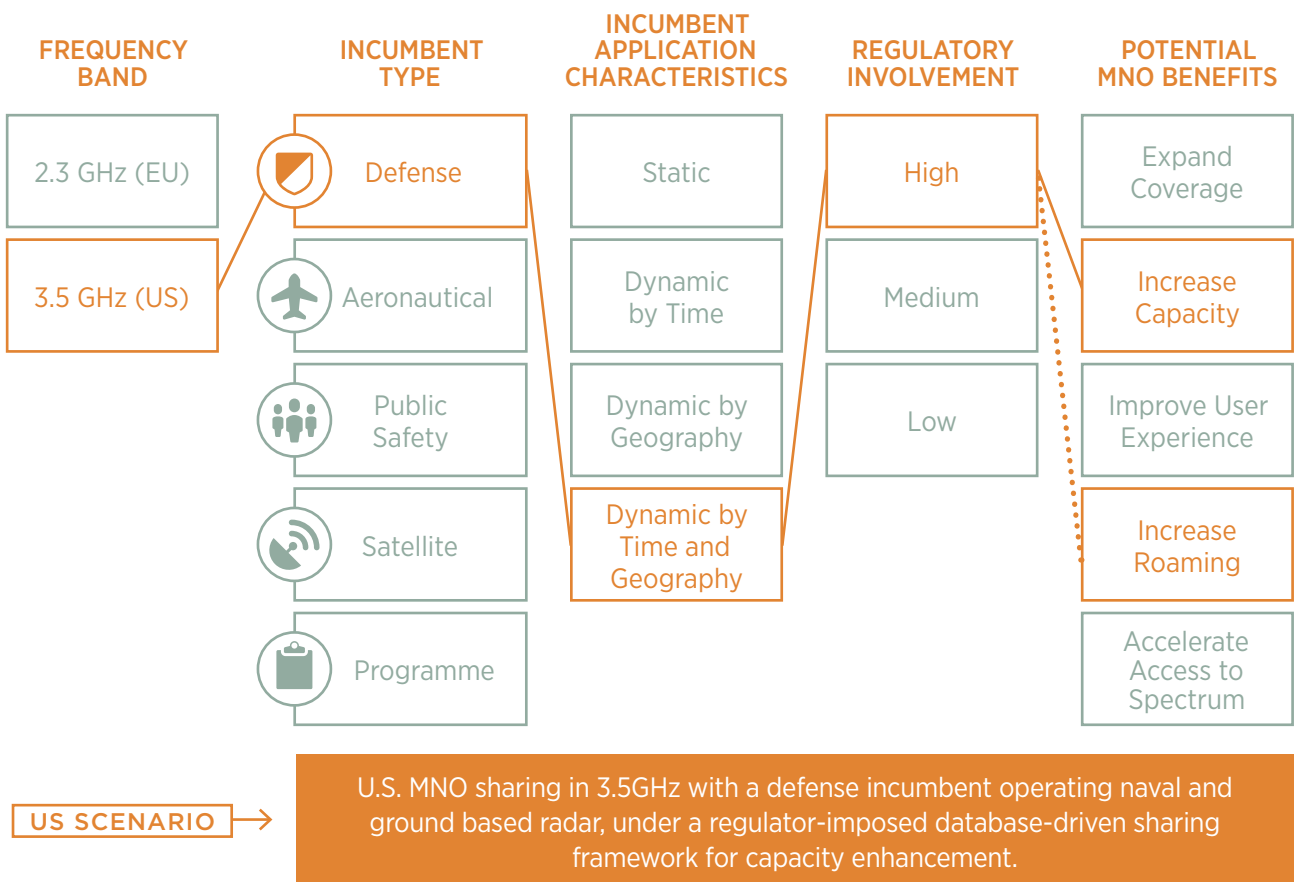 FREQUENCY
BAND
INCUMBENT
TYPE
INCUMBENT
APPLICATION
CHARACTERISTICS
REGULATORY
INVOLVEMENT
POTENTIAL
MNO BENEFITS
2.3 GHz (EU)
3.5 GHz (US)
Defense
Aeronautical
Public
Safety
Satellite
Programme
Static
Dynamic
by Time
Dynamic by
Geography
Dynamic by
Time and
Geography
High
Medium
Low
Expand
Coverage
Increase
Capacity
Improve User
Experience
Increase
Roaming
Accelerate
Access to
Spectrum
US SCENARIO
U.S. MNO sharing in 3.5GHz with a defense incumbent operating naval and
ground based radar, under a regulator-imposed database-driven sharing
framework for capacity enhancement.